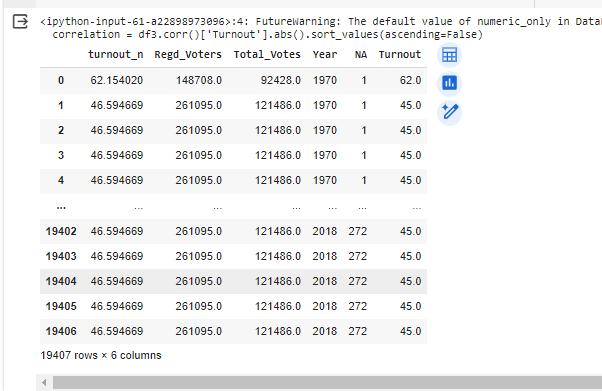 <ipython-input-61-a22898973096>:4: FutureWarning: The default value of numeric_only in Data
correlation = df3.corr()['Turnout'].abs().sort_values(ascending=False)
turnout_n Regd_Voters Total_Votes Year NA Turnout
0 62.154020 148708.0 92428.0 1970 1 62.0
1 46.594669 261095.0 121486.0 1970 1 45.0
2 46.594669 261095.0 121486.0 1970 1 45.0
3 46.594669 261095.0 121486.0 1970 1 45.0
4 46.594669 261095.0 121486.0 1970 1 45.0
... ... ... ... ... ... ...
19402 46.594669 261095.0 121486.0 2018 272 45.0
19403 46.594669 261095.0 121486.0 2018 272 45.0
19404 46.594669 261095.0 121486.0 2018 272 45.0
19405 46.594669 261095.0 121486.0 2018 272 45.0
19406 46.594669 261095.0 121486.0 2018 272 45.0
19407 rows × 6 columns